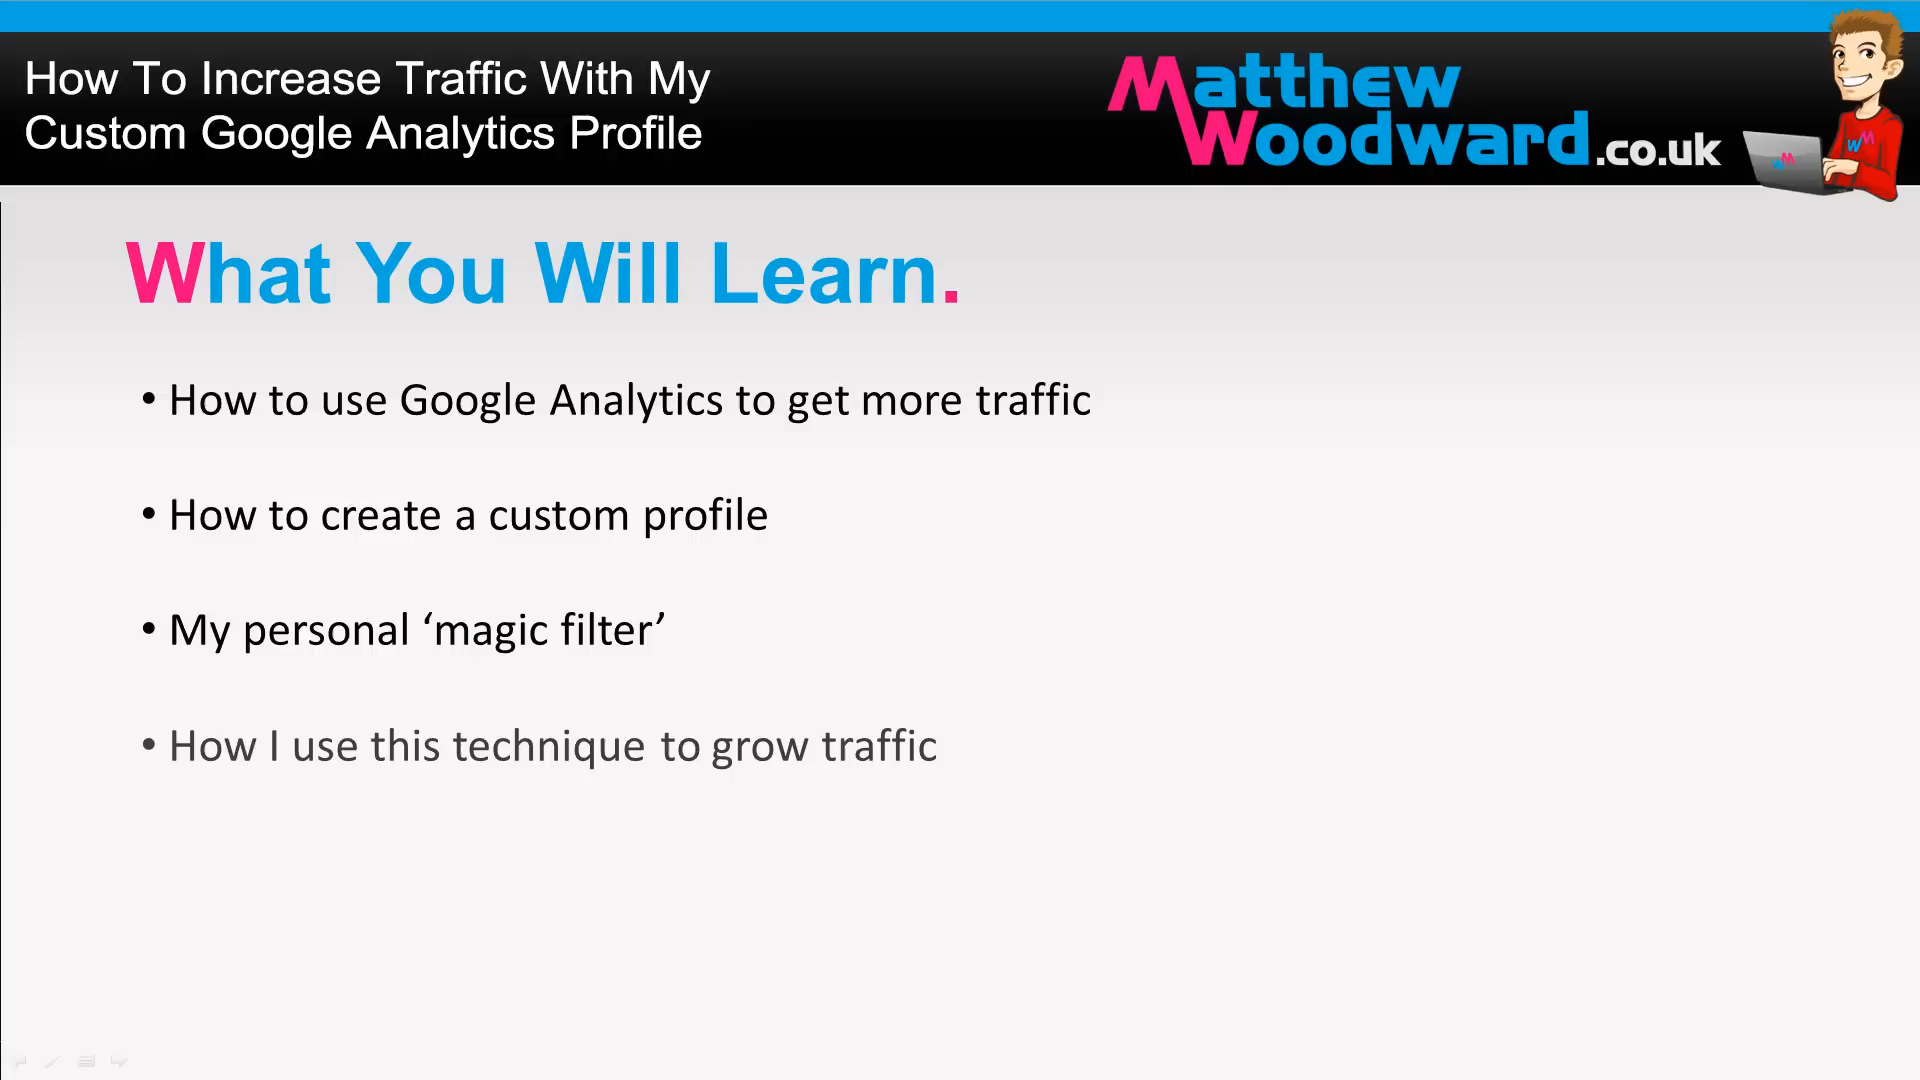 How To Increase Traffic With My
Custom Google Analytics Profile
Matthew
Woodward.co.uk
WM
WM
What You Will Learn.
• How to use Google Analytics to get more traffic
• How to create a custom profile
• My personal ‘magic filter’
• How I use this technique to grow traffic